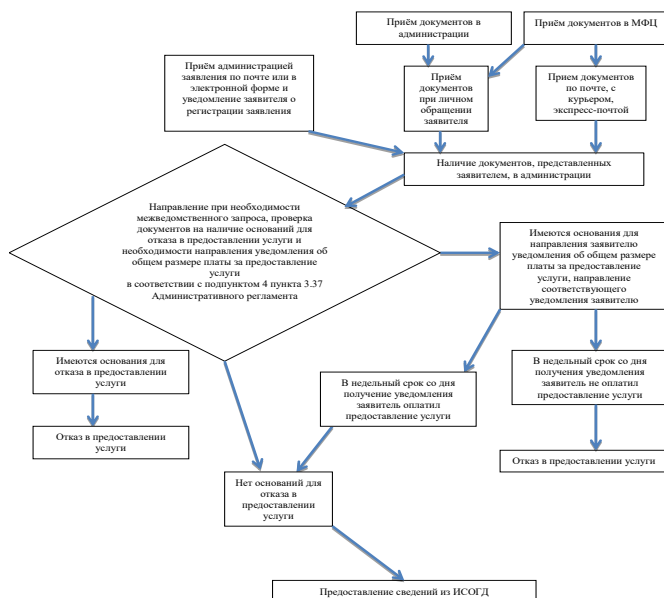 Приём документов в
администрации
Приём документов в МФЦ
Приём администрацией
заявления по почте или в
электронной форме и
уведомление заявителя о
регистрации заявления
Приём
документов
при личном
обращении
заявителя
Прием документов
по почте, с
курьером,
экспресс-почтой
Наличие документов, представленных
заявителем, в администрации
Направление при необходимости
межведомственного запроса, проверка
документов на наличие оснований для
отказа в предоставлении услуги и
необходимости направления уведомления об
общем размере платы за предоставление
услуги
в соответствии с подпунктом 4 пункта 3.37
Административного регламента
Имеются основания для
направления заявителю
уведомления об общем размере
платы за предоставление
услуги, направление
соответствующего
уведомления заявителю
Имеются основания для
отказа в предоставлении
услуги
В недельный срок со дня
получение уведомления
заявитель оплатил
предоставление услуги
В недельный срок со дня
получения уведомления
заявитель не оплатил
предоставление услуги
Отказ в предоставлении
услуги
Отказ в предоставлении услуги
Нет оснований для
отказа в
предоставлении
услуги
Предоставление сведений из ИСОГД